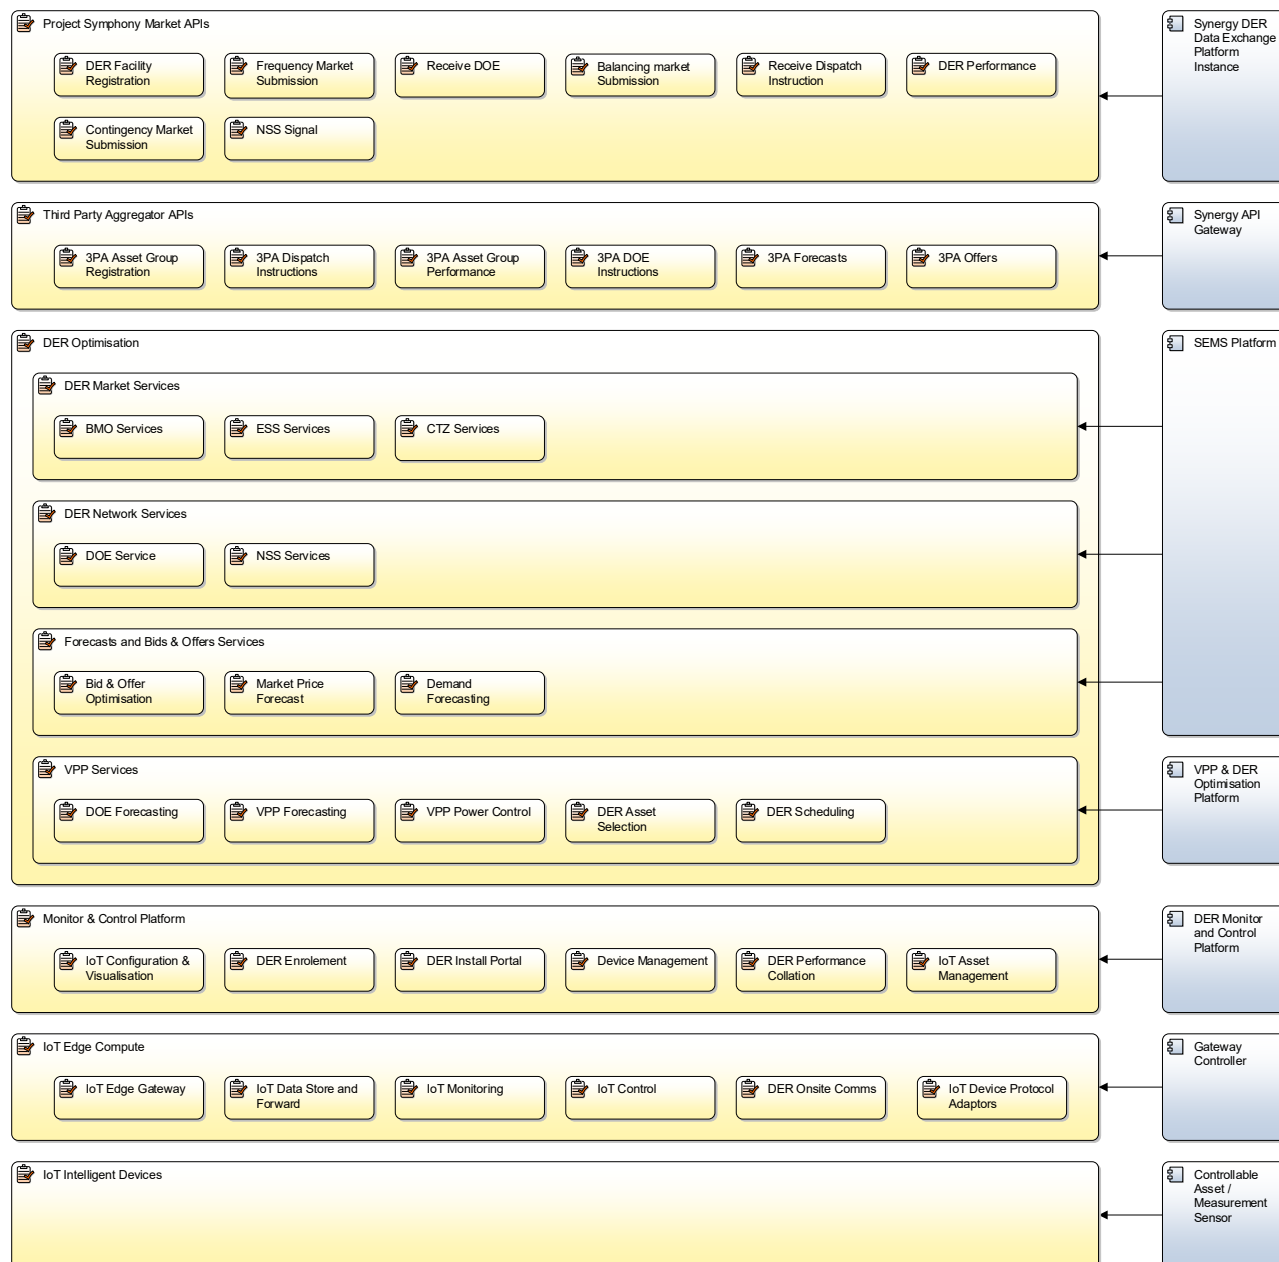 Project Symphony Market APIs
DER Facility
Registration
Frequency Market
Submission
Receive DOE
Balancing market
Submission
Receive Dispatch
Instruction
DER Performance
Contingency Market
Submission
NSS Signal
Synergy DER
Data Exchange
Platform
Instance
Third Party Aggregator APIs
3PA Asset Group
Registration
3PA Dispatch
Instructions
3PA Asset Group
Performance
3PA DOE
Instructions
3PA Forecasts
3PA Offers
Synergy API
Gateway
DER Optimisation
SEMS Platform
DER Market Services
BMO Services
ESS Services
CTZ Services
DER Network Services
DOE Service
NSS Services
Forecasts and Bids & Offers Services
Bid & Offer
Optimisation
Market Price
Forecast
Demand
Forecasting
VPP Services
DOE Forecasting
VPP Forecasting
VPP Power Control
DER Asset
Selection
DER Scheduling
VPP & DER
Optimisation
Platform
Monitor & Control Platform
IoT Configuration &
Visualisation
DER Enrolement
DER Install Portal
Device Management
DER Performance
Collation
IoT Asset
Management
DER Monitor
and Control
Platform
IoT Edge Compute
IoT Edge Gateway
IoT Data Store and
Forward
IoT Monitoring
IoT Control
DER Onsite Comms
IoT Device Protocol
Adaptors
Gateway
Controller
IoT Intelligent Devices
Controllable
Asset /
Measurement
Sensor